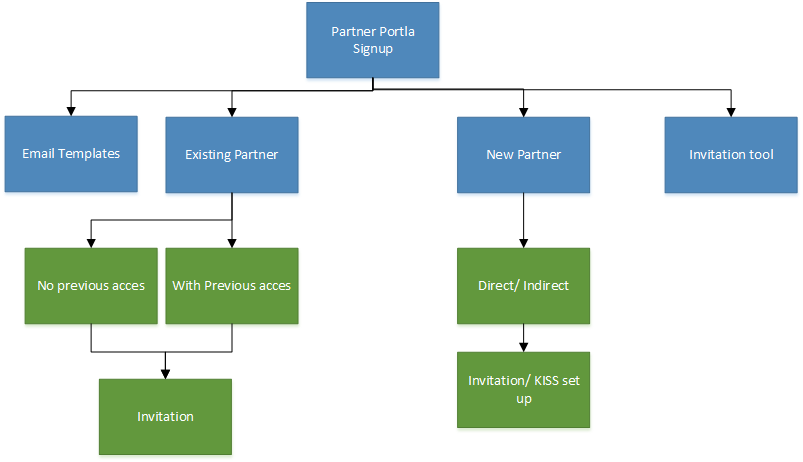 Partner Portla
Signup
Email Templates
Existing Partner
New Partner
Invitation tool
No previous acces
With Previous acces
Direct/ Indirect
Invitation/ KISS set
up
Invitation